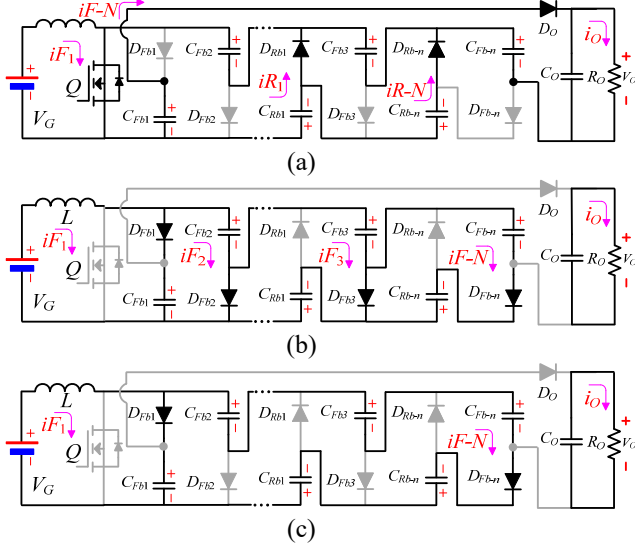 iF-N
iF1 Q VG DFb1 CFb1 CFb2 DFb2 DRb1 iR1 CRb1 CFb3 DFb3 DRb-n iR-N CRb-n CFb-n DFb-n DO CO iO RO VO
(a)
L iF1 Q VG DFb1 CFb1 CFb2 iF2 DFb2 DRb1 CRb1 CFb3 iF3 DFb3 DRb-n CRb-n CFb-n iF-N DFb-n DO CO iO RO VO
(b)
L iF1 Q VG DFb1 CFb1 CFb2 DFb2 DRb1 CRb1 CFb3 DFb3 DRb-n CRb-n CFb-n iF-N DFb-n DO CO iO RO VO
(c)